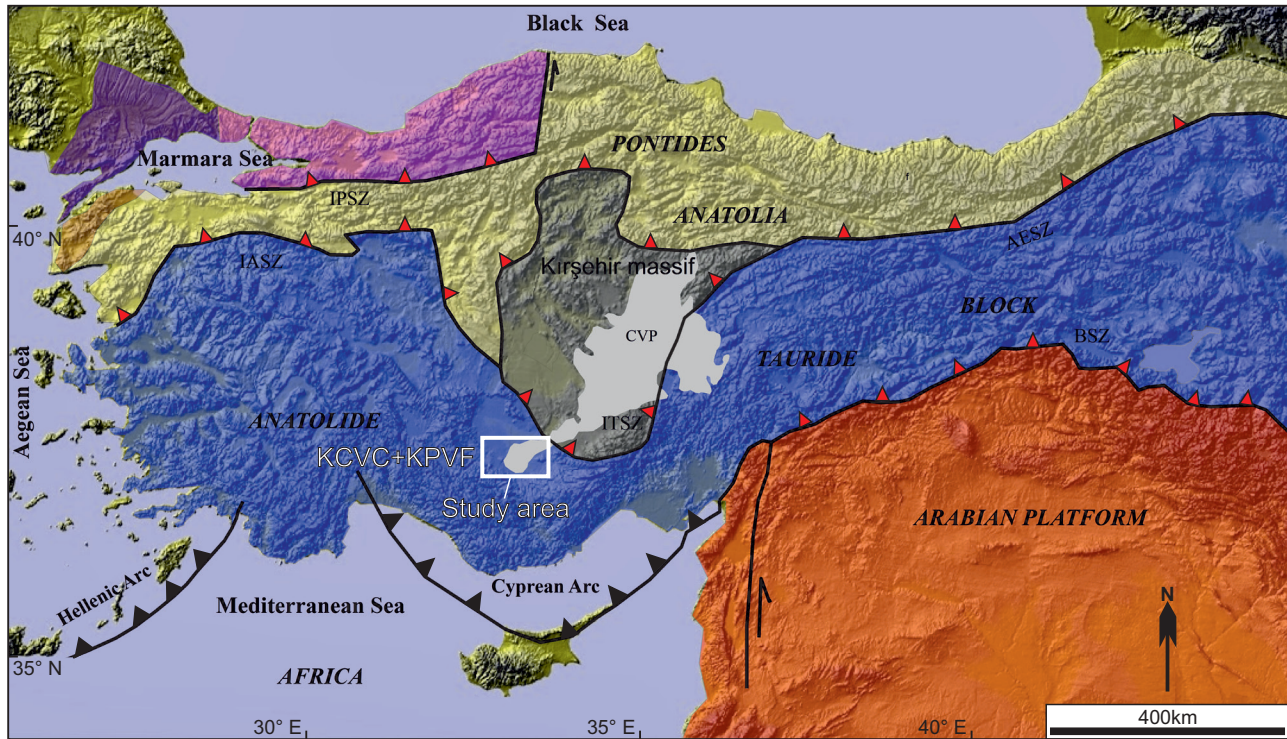 Black Sea
Marmara Sea
PONTIDES
IPSZ
ANATOLIA
40° N
IASZ
AESZ
Kırşehir massif
BLOCK
CVP
BSZ
TAURIDE
Aegean Sea
ANATOLIDE
ITSZ
KCVC+KPVF
Study area
ARABIAN PLATFORM
Hellenic Arc
Cyprean Arc
Mediterranean Sea
N
35° N
AFRICA
30° E
35° E
40° E
400km